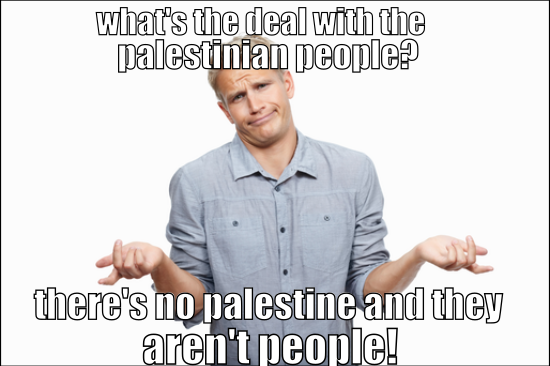 what's the deal with the
palestinian people?
there's no palestine and they
aren't people!